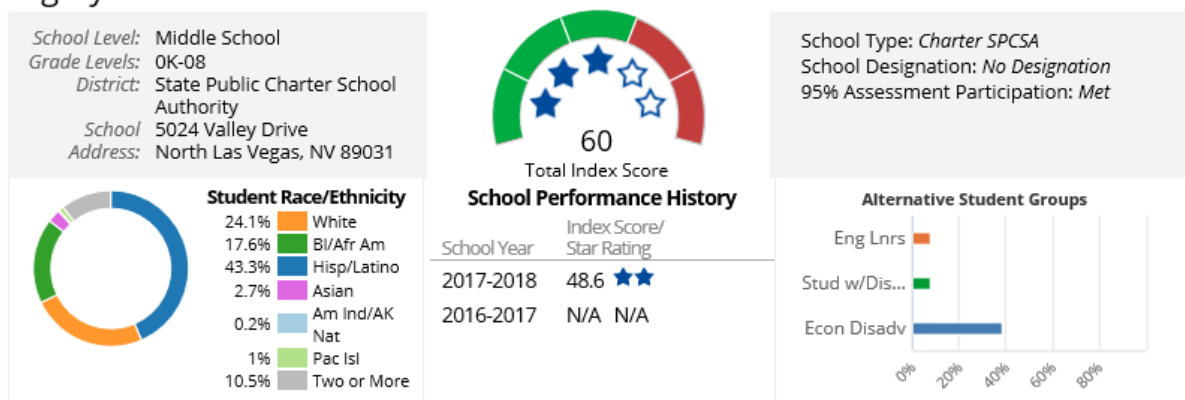 School Level: Middle School
Grade Levels: 0K-08
District: State Public Charter School
Authority
School 5024 Valley Drive
Address: North Las Vegas, NV 89031
60
Total Index Score
School Type: Charter SPCSA
School Designation: No Designation
95% Assessment Participation: Met
Student Race/Ethnicity
24.1% White
17.6% Bl/Afr Am
43.3% Hisp/Latino
2.7% Asian
0.2% Am Ind/AK
Nat
1% Pac Isl
10.5% Two or More
School Performance History
School Year Index Score/
Star Rating
2017-2018 48.6
2016-2017 N/A N/A
Alternative Student Groups
Eng Lnrs
Stud w/Dis...
Econ Disadv
0% 20% 40% 60% 80%